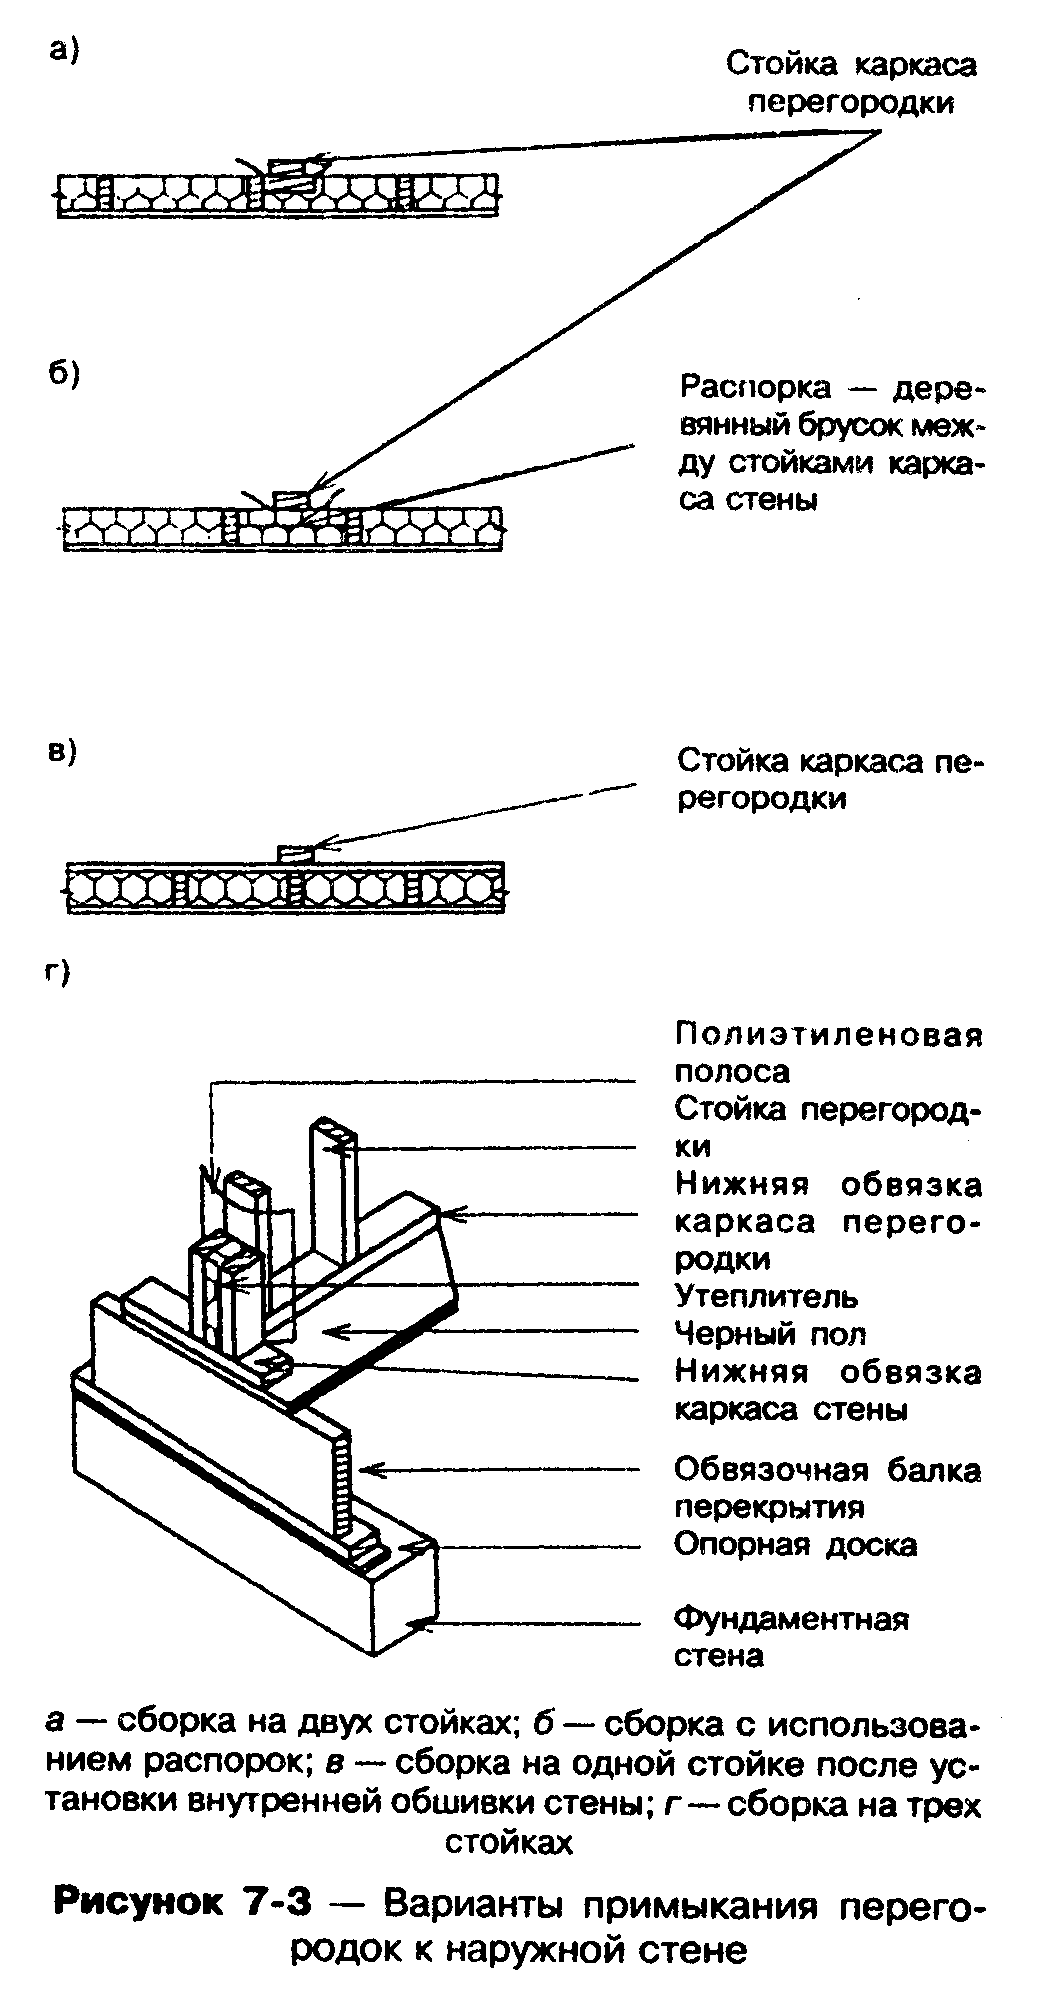 а)
Стойка каркаса
перегородки
б)
Распорка — дере-
вянный брусок меж-
ду стойками карка-
са стены
в)
Стойка каркаса пе-
регородки
г)
Полиэтиленовая
полоса
Стойка перегород-
ки
Нижняя обвязка
каркаса перего-
родки
Утеплитель
Черный пол
Нижняя обвязка
каркаса стены
Обвязочная балка
перекрытия
Опорная доска
Фундаментная
стена
а — сборка на двух стойках; б — сборка с использова-
нием распорок; в — сборка на одной стойке после ус-
тановки внутренней обшивки стены; г — сборка на трех
стойках
Рисунок 7-3 — Варианты примыкания перего-
родок к наружной стене